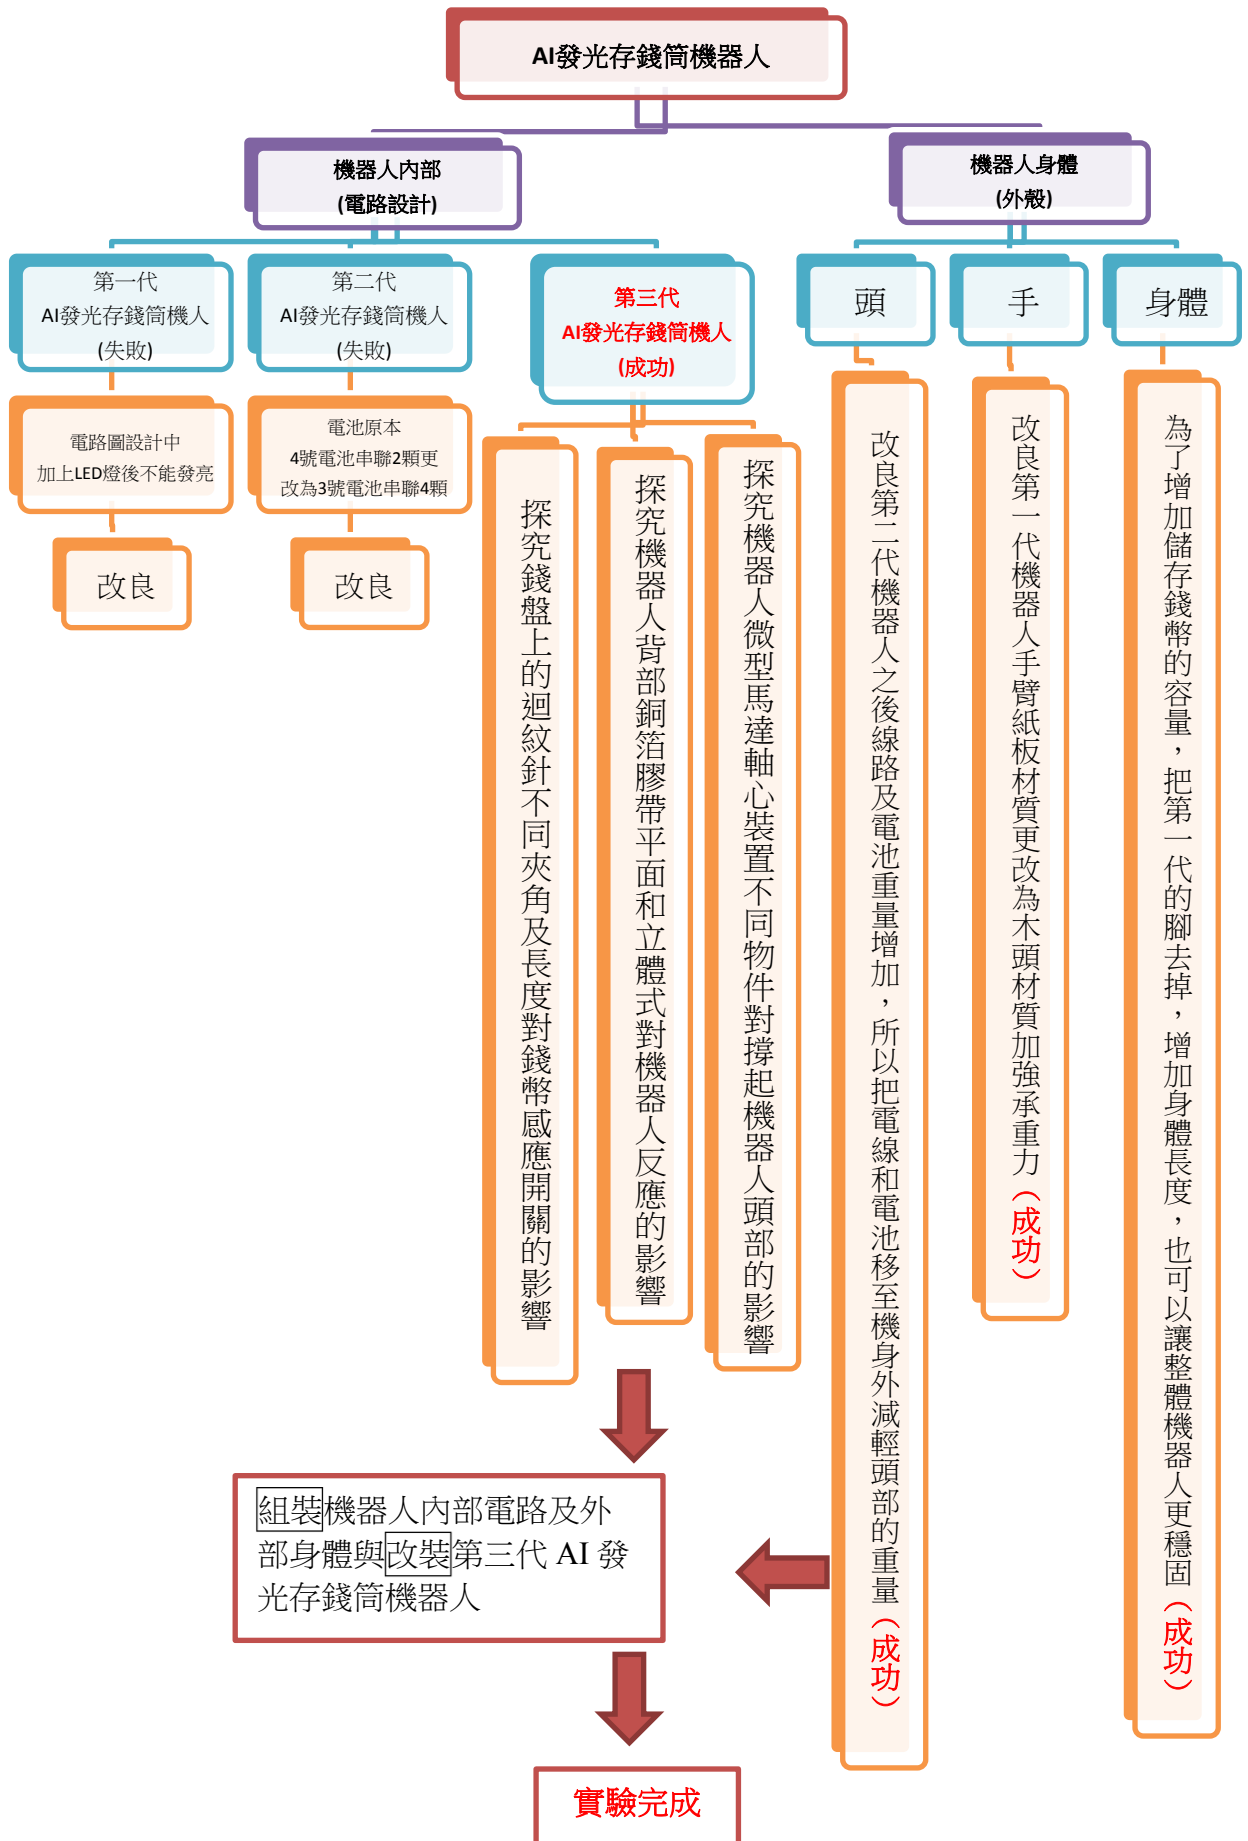 AI發光存錢筒機器人
機器人內部
(電路設計)
機器人身體
(外殼)
第一代
AI發光存錢筒機人
(失敗)
第二代
AI發光存錢筒機人
(失敗)
第三代
AI發光存錢筒機人
(成功)
頭
手
身體
電路圖設計中
加上LED燈後不能發亮
電池原本
4號電池串聯2顆更
改為3號電池串聯4顆
改良
改良
探究錢盤上的迴紋針不同夾角及長度對錢幣感應開關的影響
探究機器人背部銅箔膠帶平面和立體式對機器人反應的影響
探究機器人微型馬達軸心裝置不同物件對撐起機器人頭部的影響
改良第二代機器人之後線路及電池重量增加，所以把電線和電池移至機身外減輕頭部的重量(成功)
改良第一代機器人手臂紙板材質更改為木頭材質加強承重力(成功)
為了增加儲存錢幣的容量，把第一代的腳去掉，增加身體長度，也可以讓整體機器人更穩固(成功)
組裝機器人內部電路及外
部身體與改裝第三代 AI 發
光存錢筒機器人
實驗完成